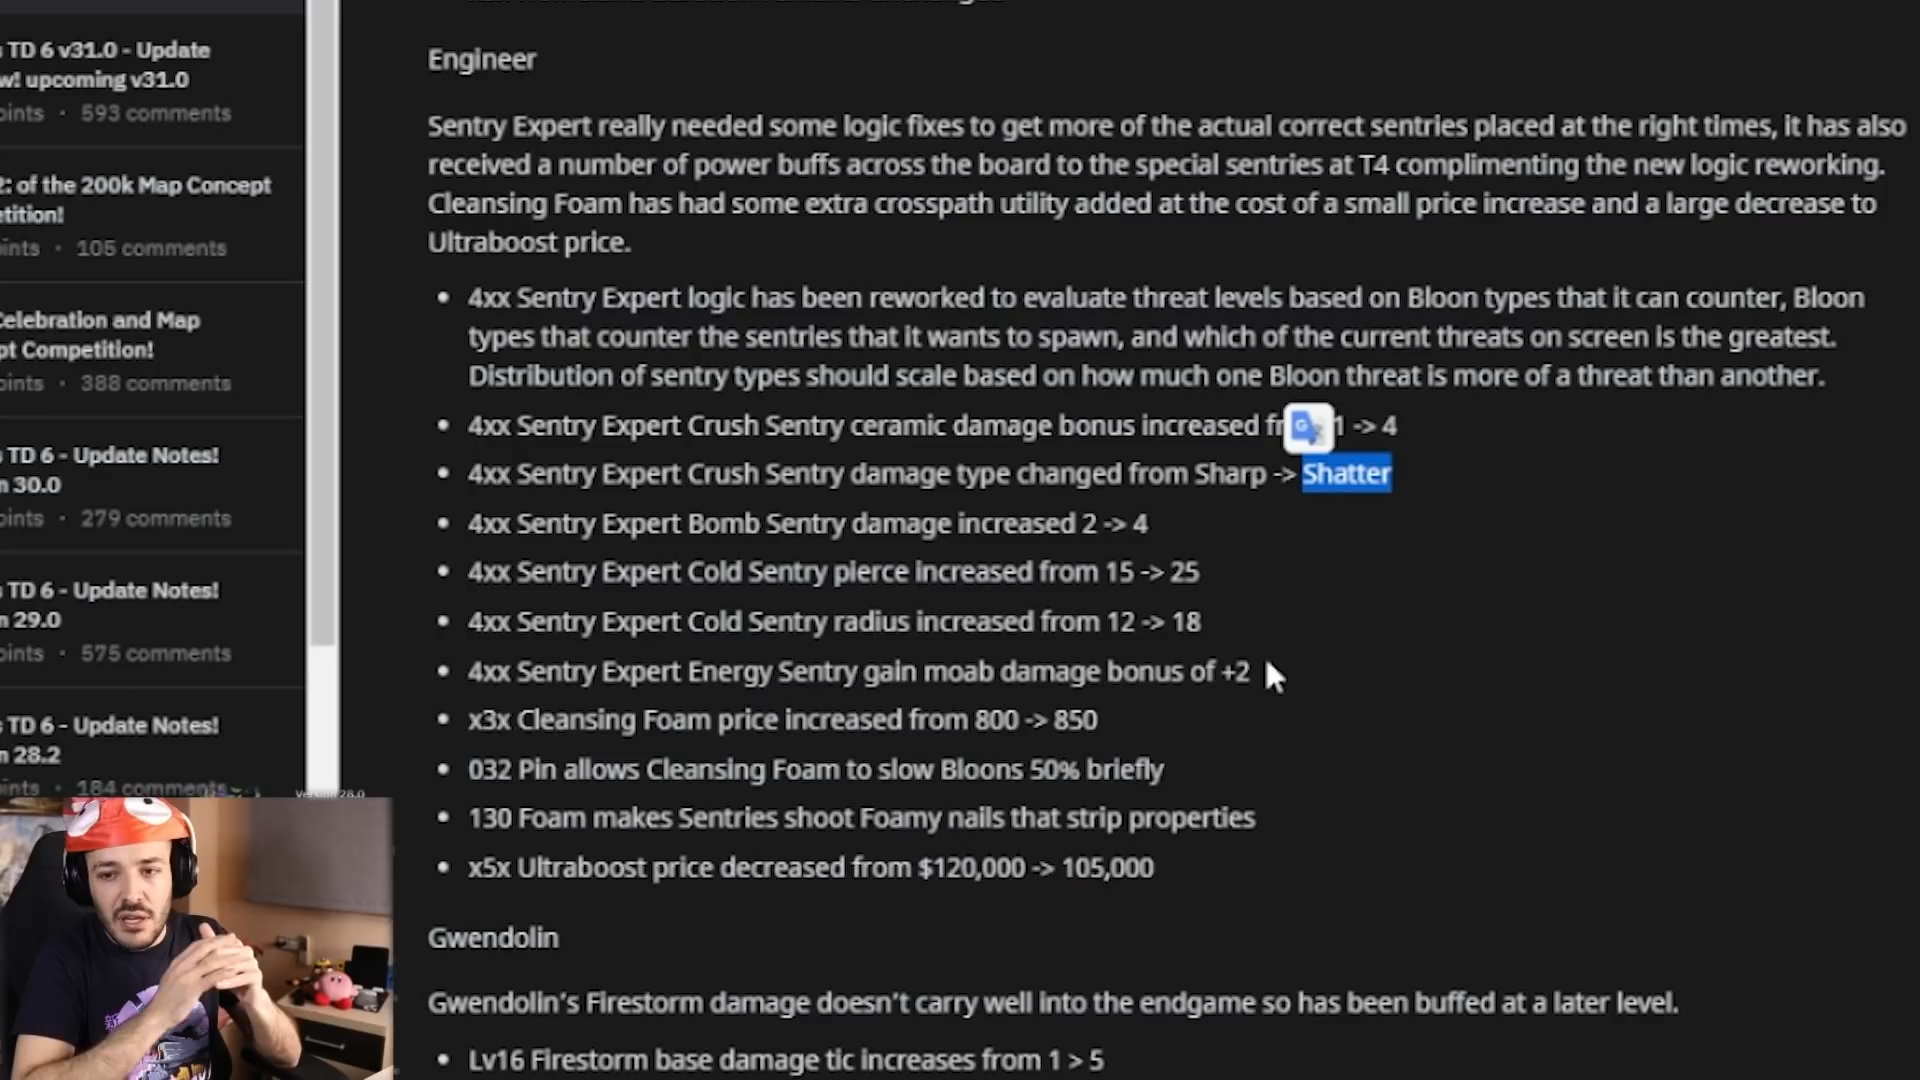 TD 6 v31.0 - Update
w! upcoming v31.0
oints · 593 comments
2: of the 200k Map Concept
etition!
oints · 105 comments
Celebration and Map
pt Competition!
oints · 388 comments
TD 6 - Update Notes!
n 30.0
oints · 279 comments
TD 6 - Update Notes!
n 29.0
oints · 575 comments
TD 6 - Update Notes!
n 28.2
oints · 184 comments
Version 28.0
Engineer
Sentry Expert really needed some logic fixes to get more of the actual correct sentries placed at the right times, it has also
received a number of power buffs across the board to the special sentries at T4 complimenting the new logic reworking.
Cleansing Foam has had some extra crosspath utility added at the cost of a small price increase and a large decrease to
Ultraboost price.
• 4xx Sentry Expert logic has been reworked to evaluate threat levels based on Bloon types that it can counter, Bloon
types that counter the sentries that it wants to spawn, and which of the current threats on screen is the greatest.
Distribution of sentry types should scale based on how much one Bloon threat is more of a threat than another.
• 4xx Sentry Expert Crush Sentry ceramic damage bonus increased fr 1 -> 4
• 4xx Sentry Expert Crush Sentry damage type changed from Sharp -> Shatter
• 4xx Sentry Expert Bomb Sentry damage increased 2 -> 4
• 4xx Sentry Expert Cold Sentry pierce increased from 15 -> 25
• 4xx Sentry Expert Cold Sentry radius increased from 12 -> 18
• 4xx Sentry Expert Energy Sentry gain moab damage bonus of +2
• x3x Cleansing Foam price increased from 800 -> 850
• 032 Pin allows Cleansing Foam to slow Bloons 50% briefly
• 130 Foam makes Sentries shoot Foamy nails that strip properties
• x5x Ultraboost price decreased from $120,000 -> 105,000
Gwendolin
Gwendolin’s Firestorm damage doesn’t carry well into the endgame so has been buffed at a later level.
• Lv16 Firestorm base damage tic increases from 1 > 5